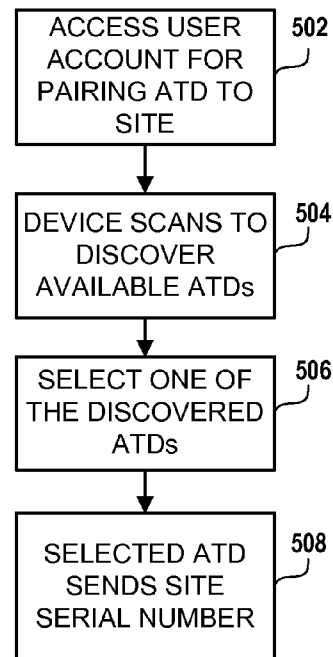 ACCESS USER
ACCOUNT FOR
PAIRING ATD TO
SITE
502
DEVICE SCANS TO
DISCOVER
AVAILABLE ATDs
504
SELECT ONE OF
THE DISCOVERED
ATDs
506
SELECTED ATD
SENDS SITE
SERIAL NUMBER
508